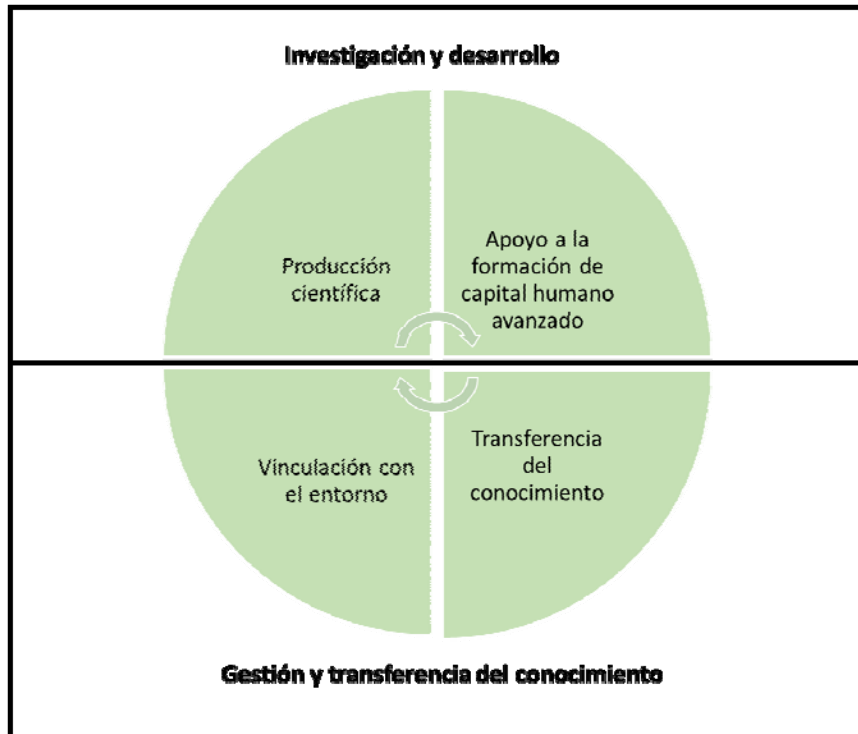 Investigación y desarrollo
Producción
científica
Apoyo a la
formación de
capital humano
avanzado
Vinculación con
el entorno
Transferencia
del
conocimiento
Gestión y transferencia del conocimiento